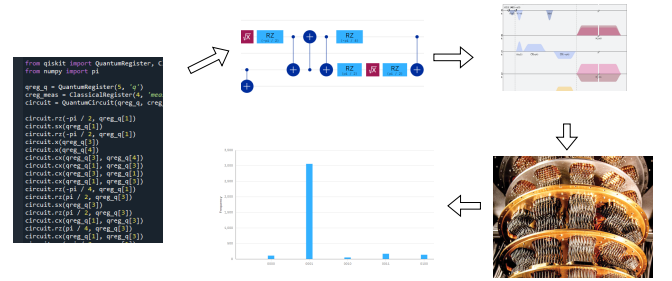 from qiskit import QuantumRegister, C
from numpy import pi
qreg_q = QuantumRegister(5, 'q')
creg_meas = ClassicalRegister(4, 'mea
circuit = QuantumCircuit(qreg_q, creg_
circuit.rz(-pi / 2, qreg_q[1])
circuit.sx(qreg_q[1])
circuit.rz(-pi / 2, qreg_q[1])
circuit.x(qreg_q[3])
circuit.x(qreg_q[4])
circuit.cx(qreg_q[3], qreg_q[4])
circuit.cx(qreg_q[1], qreg_q[3])
circuit.cx(qreg_q[3], qreg_q[1])
circuit.cx(qreg_q[1], qreg_q[3])
circuit.rz(-pi / 4, qreg_q[1])
circuit.rz(pi / 2, qreg_q[3])
circuit.sx(qreg_q[3])
circuit.rz(pi / 2, qreg_q[3])
circuit.cx(qreg_q[1], qreg_q[3])
circuit.rz(pi / 4, qreg_q[3])
circuit.cx(qreg_q[1], qreg_q[3])
√X
RZ
RZ
RZ
√X
RZ
Frequency